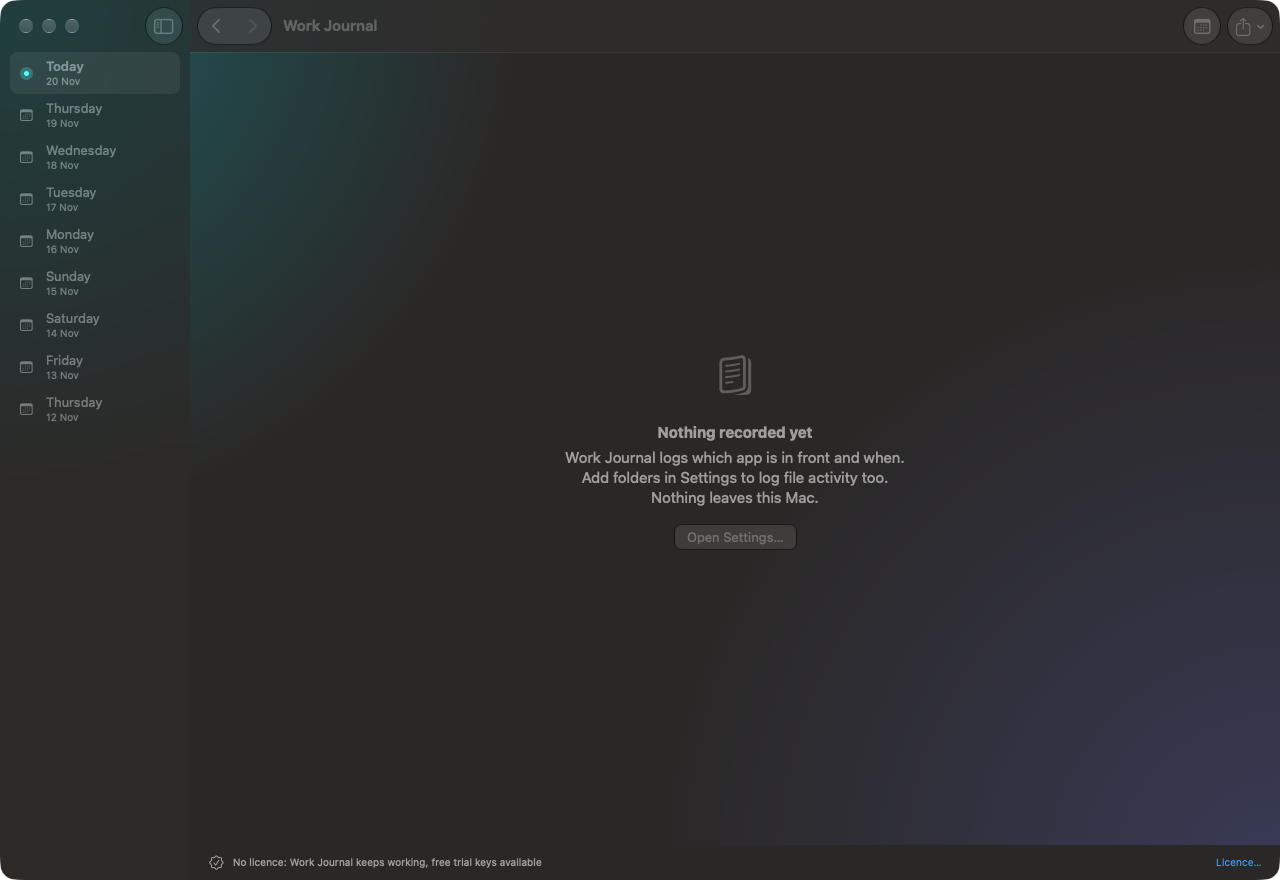 Work Journal
Today
20 Nov
Thursday
19 Nov
Wednesday
18 Nov
Tuesday
17 Nov
Monday
16 Nov
Sunday
15 Nov
Saturday
14 Nov
Friday
13 Nov
Thursday
12 Nov
Nothing recorded yet
Work Journal logs which app is in front and when.
Add folders in Settings to log file activity too.
Nothing leaves this Mac.
Open Settings...
No licence: Work Journal keeps working, free trial keys available
Licence...